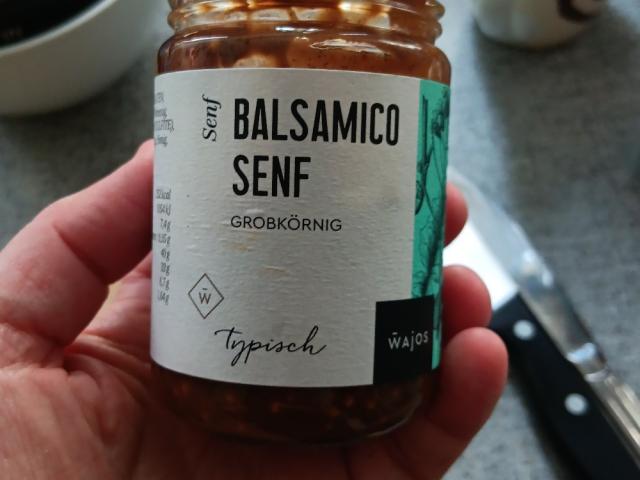 Senf
BALSAMICO
SENF
GROBKÖRNIG
W
typisch
WAJOS